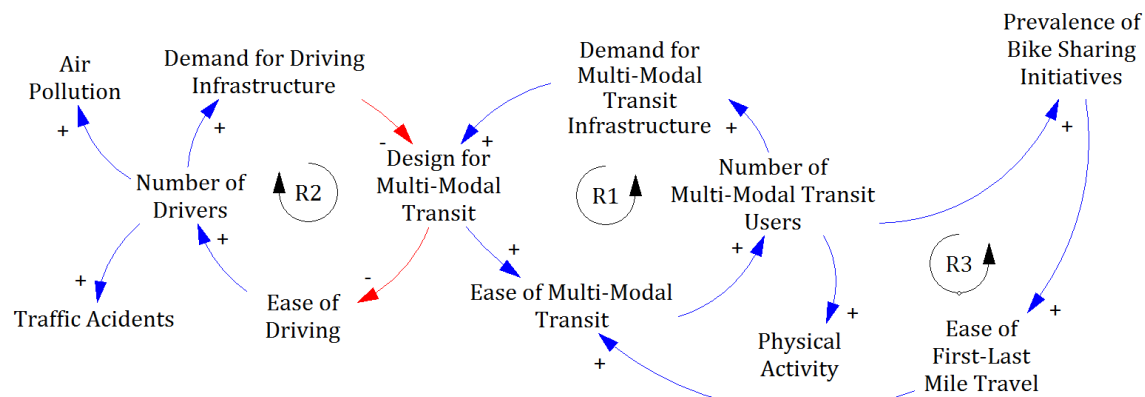 Prevalence of
Bike Sharing
Initiatives
Air
Pollution
+
Demand for Driving
Infrastructure
+
-
Demand for
Multi-Modal
Transit
Infrastructure
+
+
+
Number of
Drivers
+
R2
Design for
Multi-Modal
Transit
+
-
R1
Number of
Multi-Modal Transit
Users
+
R3
+
Traffic Acidents
Ease of
Driving
Ease of Multi-Modal
Transit
+
+
Physical
Activity
+
Ease of
First-Last
Mile Travel